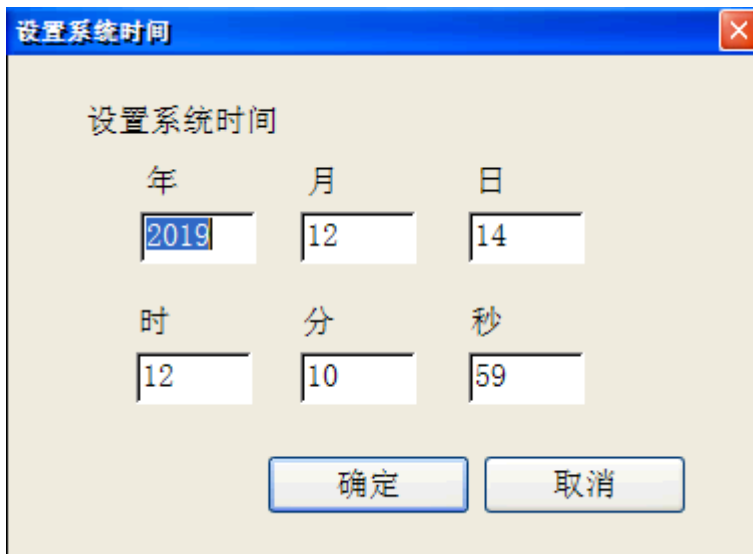 设置系统时间
设置系统时间
年 月 日
2019 12 14
时 分 秒
12 10 59
确定 取消